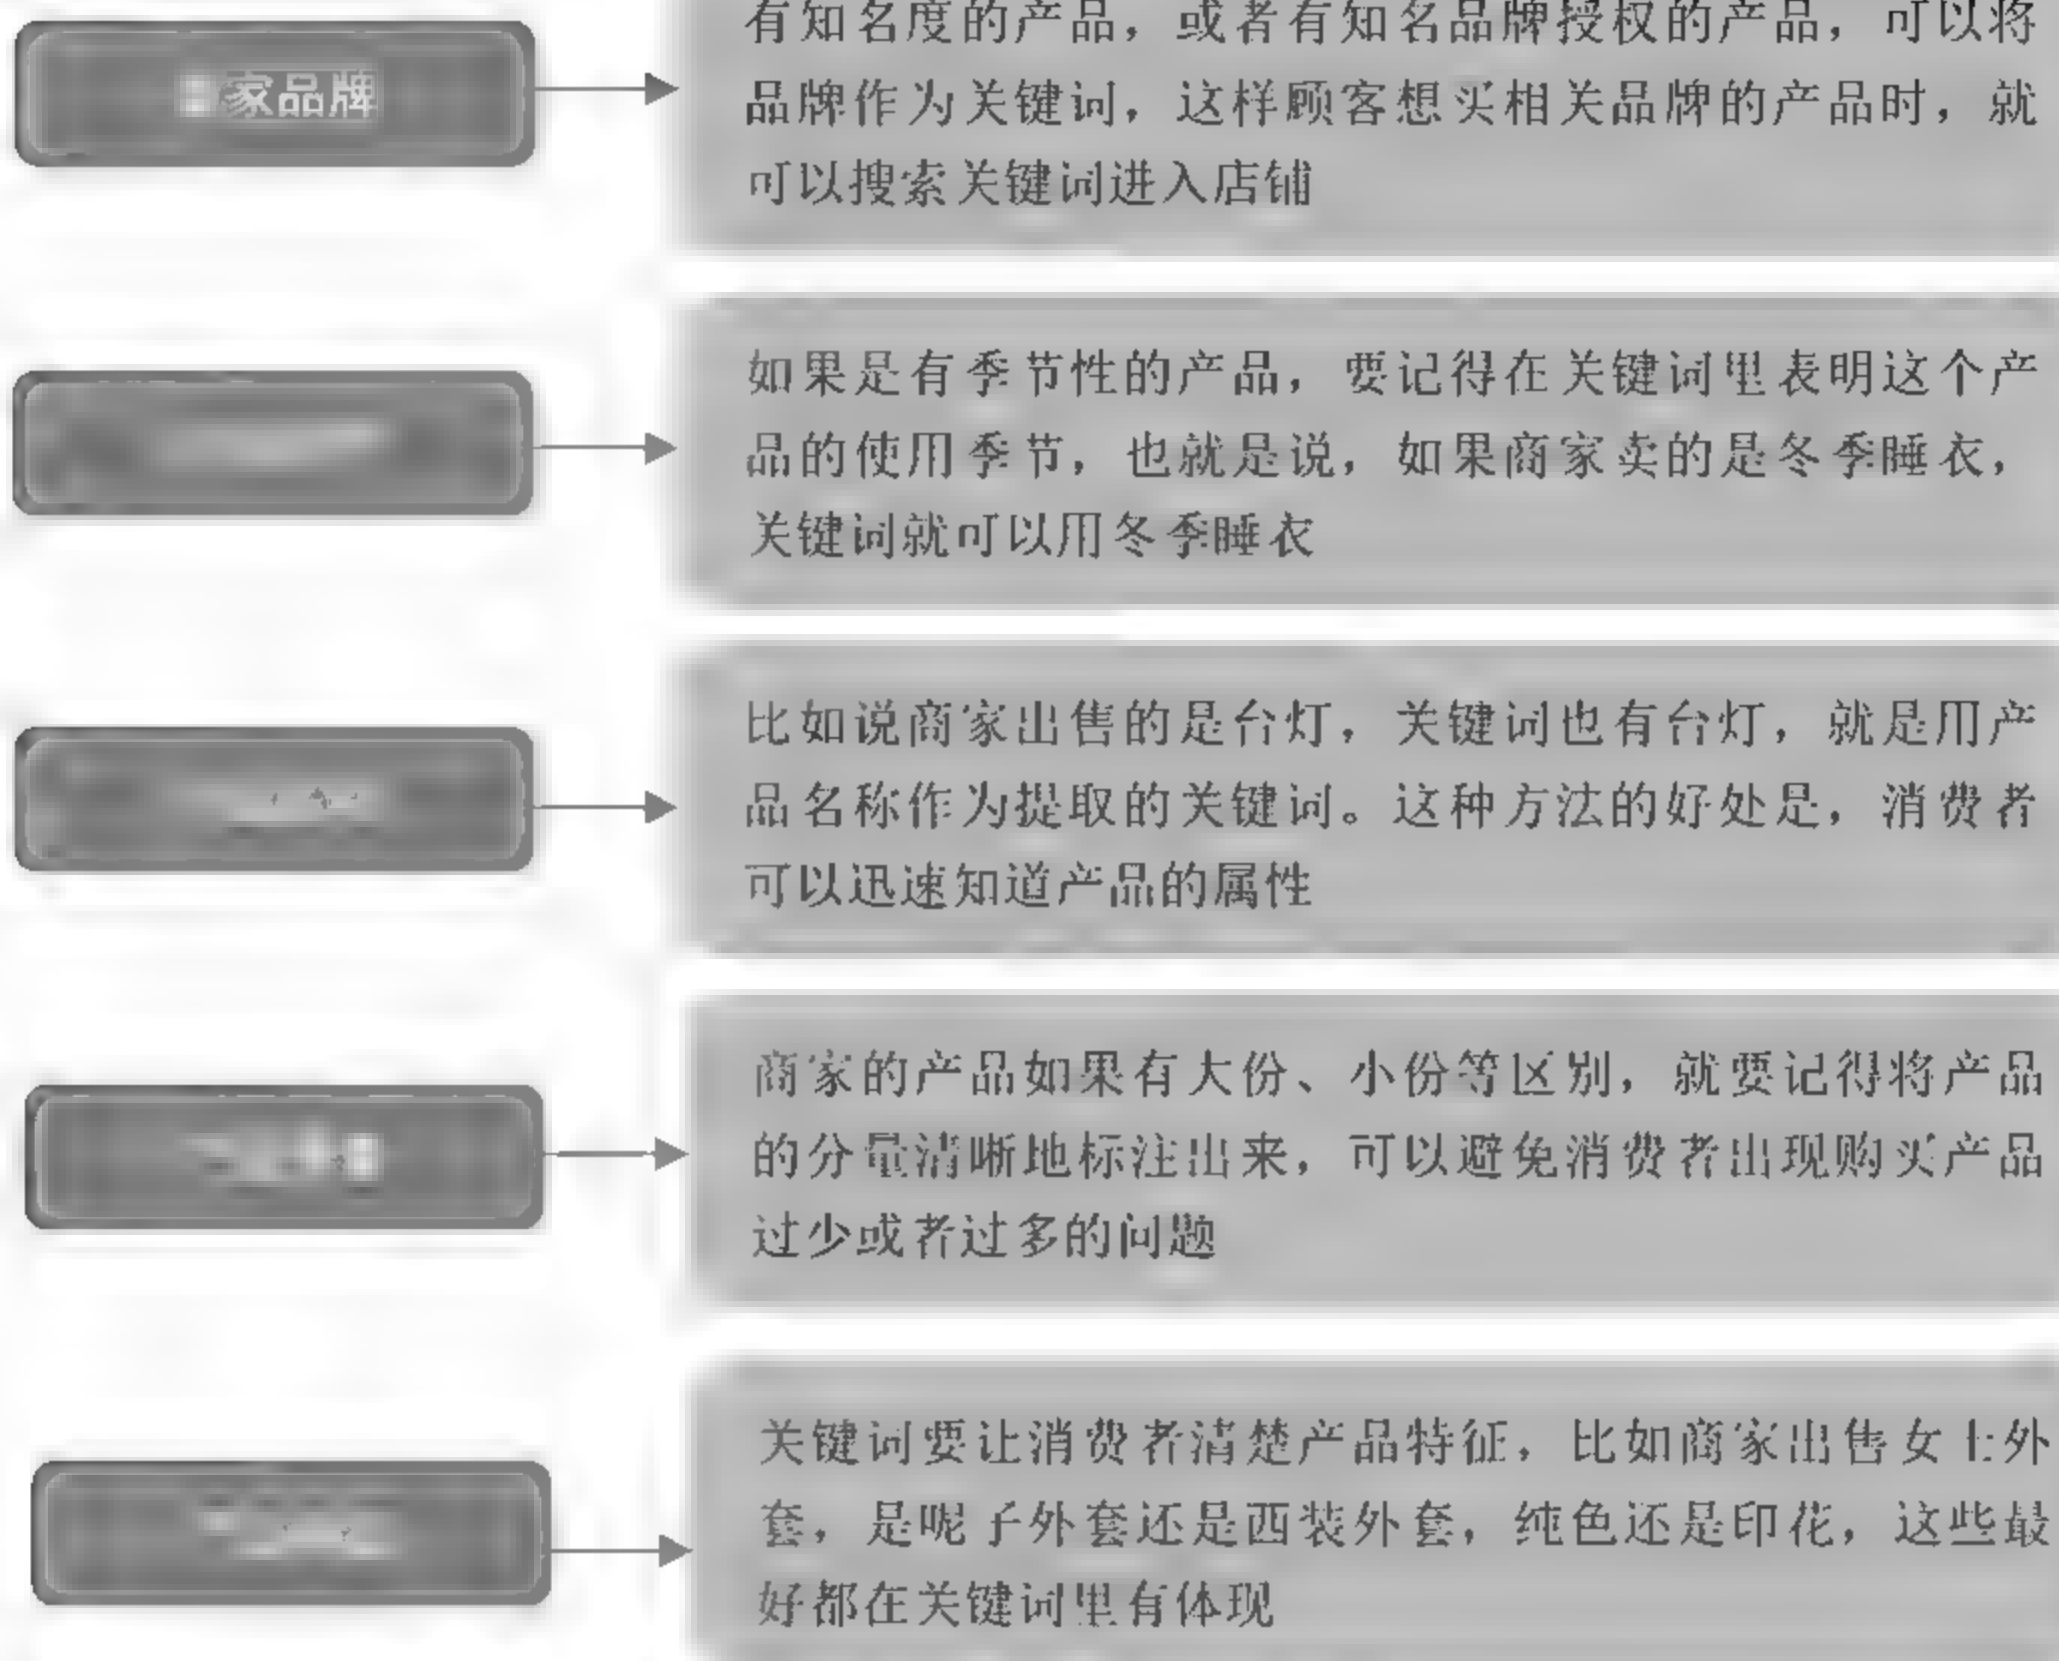 有知名度的产品，或者有知名品牌授权的产品，可以将
家品牌
品牌作为关键词，这样顾客想买相关品牌的产品时，就
可以搜索关键词进入店铺
如果是有季节性的产品，要记得在关键词里表明这个产
品的使用季节，也就是说，如果商家卖的是冬季睡衣，
关键词就可以用冬季睡衣
比如说商家出售的是台灯，关键词也有台灯，就是用产
品名称作为提取的关键词。这种方法的好处是，消费者
可以迅速知道产品的属性
商家的产品如果有大份、小份等区别，就要记得将产品
的分量清晰地标注出来，可以避免消费者出现购买产品
过少或者过多的问题
关键词要让消费者清楚产品特征，比如商家出售女士外
套，是呢子外套还是西装外套，纯色还是印花，这些最
好都在关键词里有体现